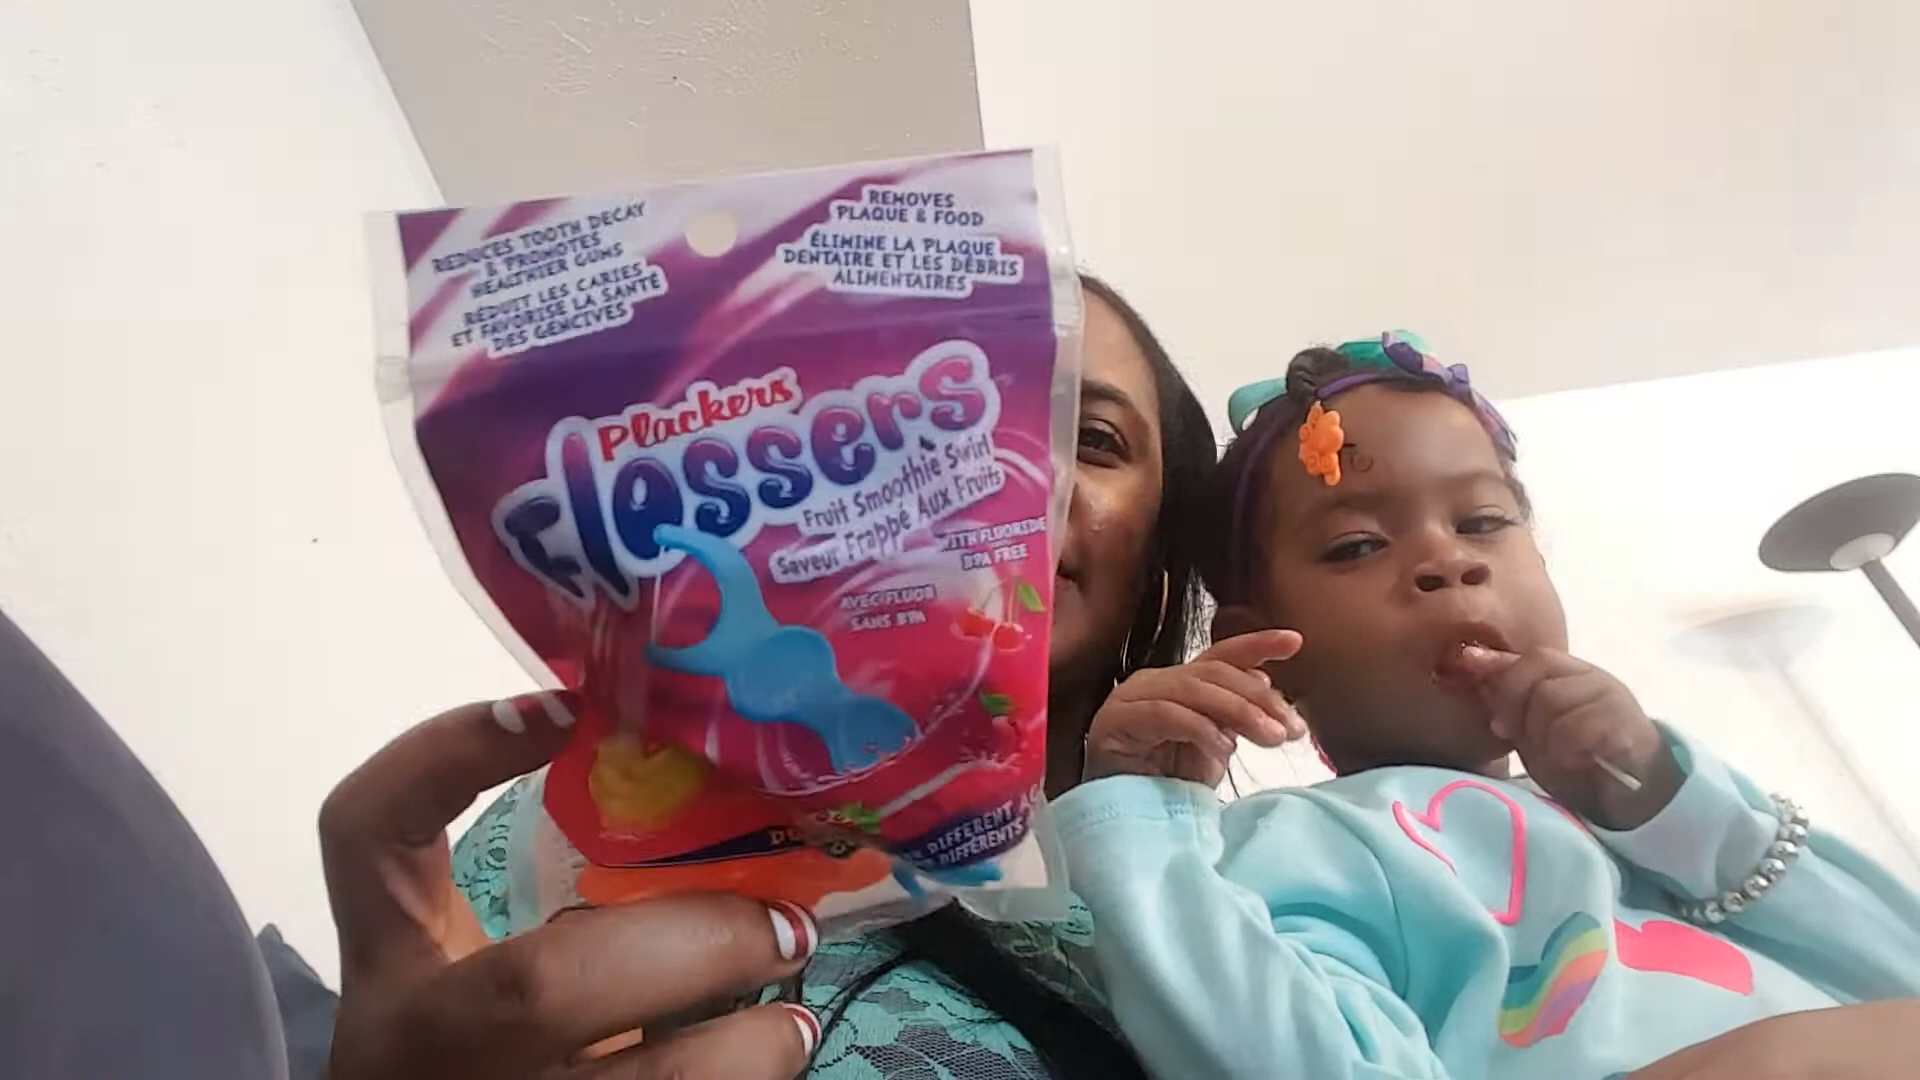 REDUCES TOOTH DECAY
& PROMOTES
HEALTHIER GUMS
RÉDUIT LES CARIES
ET FAVORISE LA SANTÉ
DES GENCIVES
REMOVES
PLAQUE & FOOD
ÉLIMINE LA PLAQUE
DENTAIRE ET LES DÉBRIS
ALIMENTAIRES
Plackers
Flossers
Fruit Smoothie Swirl
Saveur Frappé Aux Fruits
WITH FLUORIDE
BPA FREE
AVEC FLUOR
SANS BPA
DIFFERENT
DIFFÉRENTS